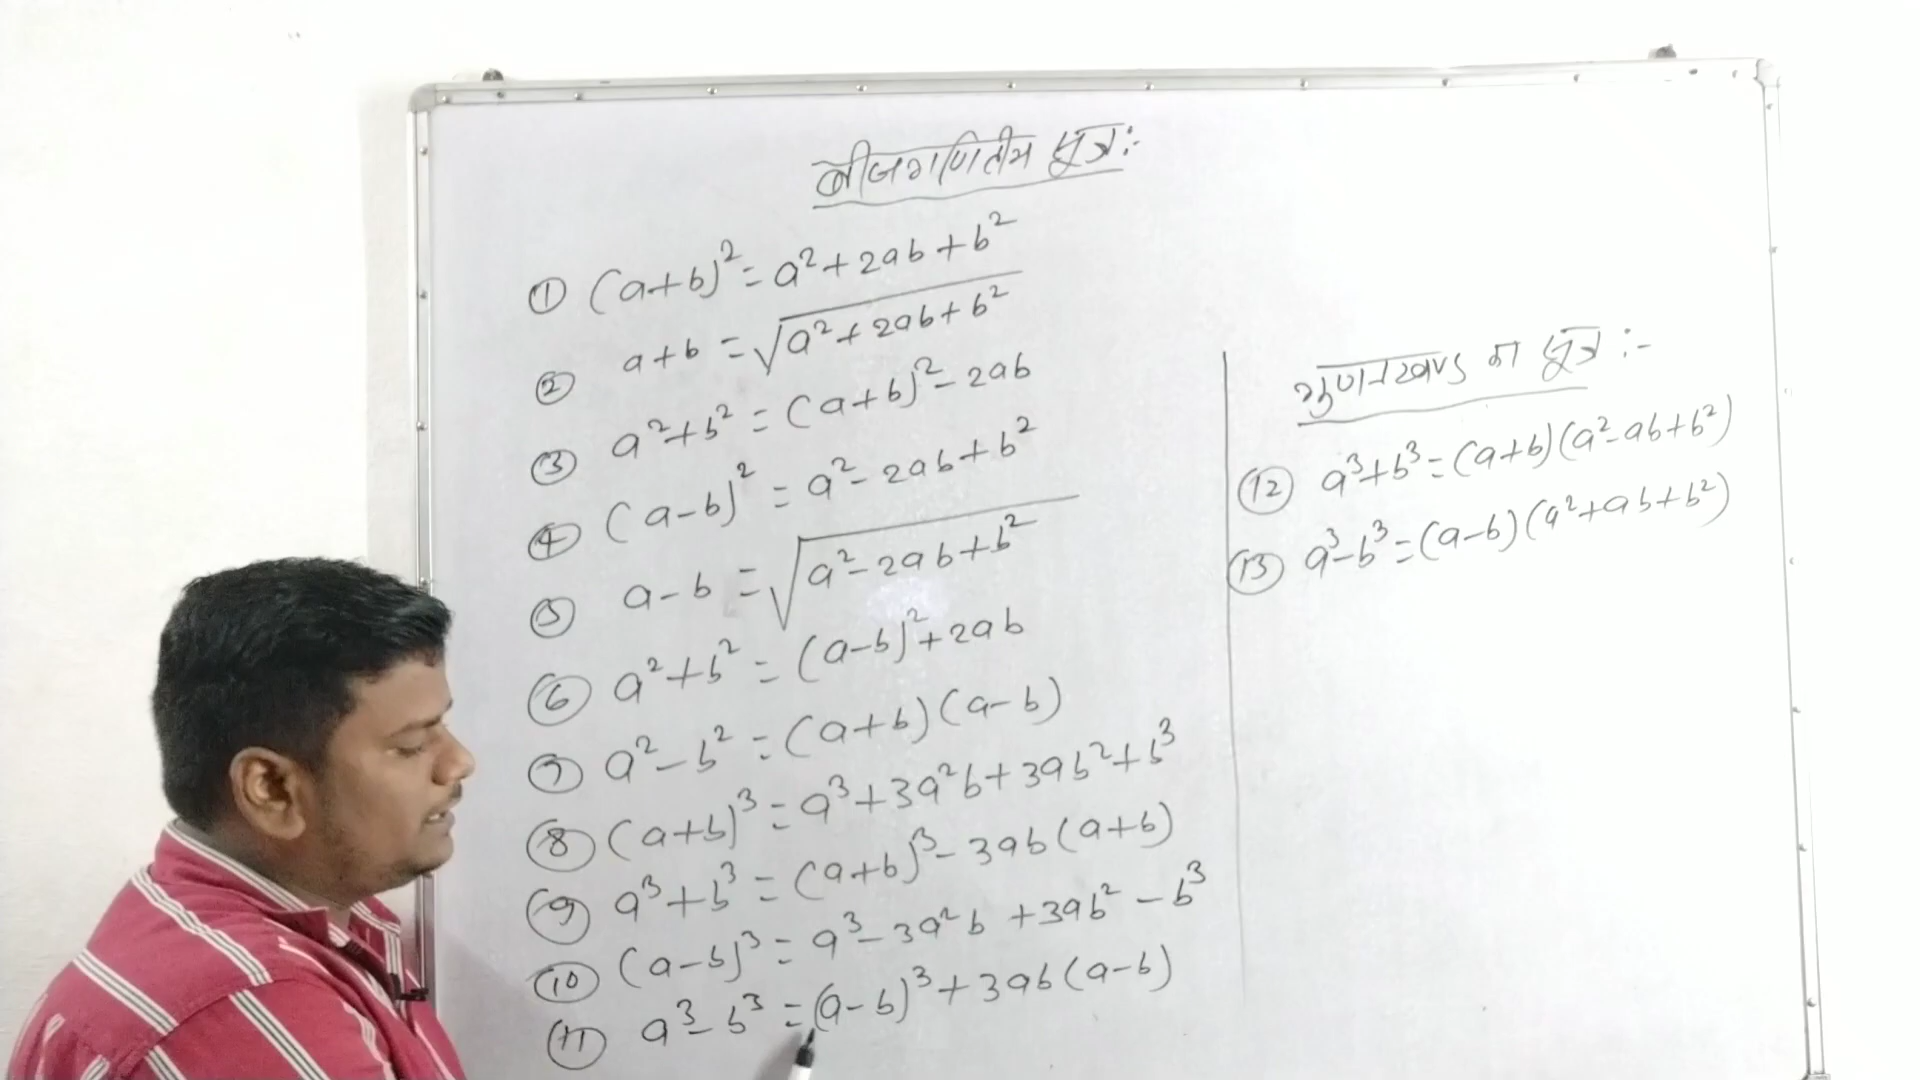 बीजगणितीय सूत्र :-
① (a+b)² = a²+2ab+b²
② a+b = √(a²+2ab+b²)
③ a²+b² = (a+b)²-2ab
④ (a-b)² = a²-2ab+b²
⑤ a-b = √(a²-2ab+b²)
⑥ a²+b² = (a-b)²+2ab
⑦ a²-b² = (a+b)(a-b)
⑧ (a+b)³ = a³+3a²b+3ab²+b³
⑨ a³+b³ = (a+b)³-3ab(a+b)
⑩ (a-b)³ = a³-3a²b+3ab²-b³
⑪ a³-b³ = (a-b)³+3ab(a-b)
गुणनखण्ड का सूत्र :-
⑫ a³+b³ = (a+b)(a²-ab+b²)
⑬ a³-b³ = (a-b)(a²+ab+b²)